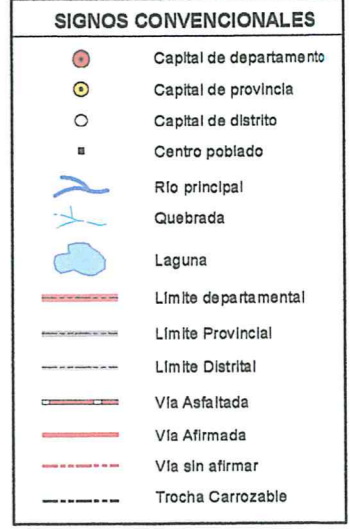 SIGNOS CONVENCIONALES
Capital de departamento
Capital de provincia
Capital de distrito
Centro poblado
Río principal
Quebrada
Laguna
Límite departamental
Límite Provincial
Límite Distrital
Vía Asfaltada
Vía Afirmada
Vía sin afirmar
Trocha Carrozable